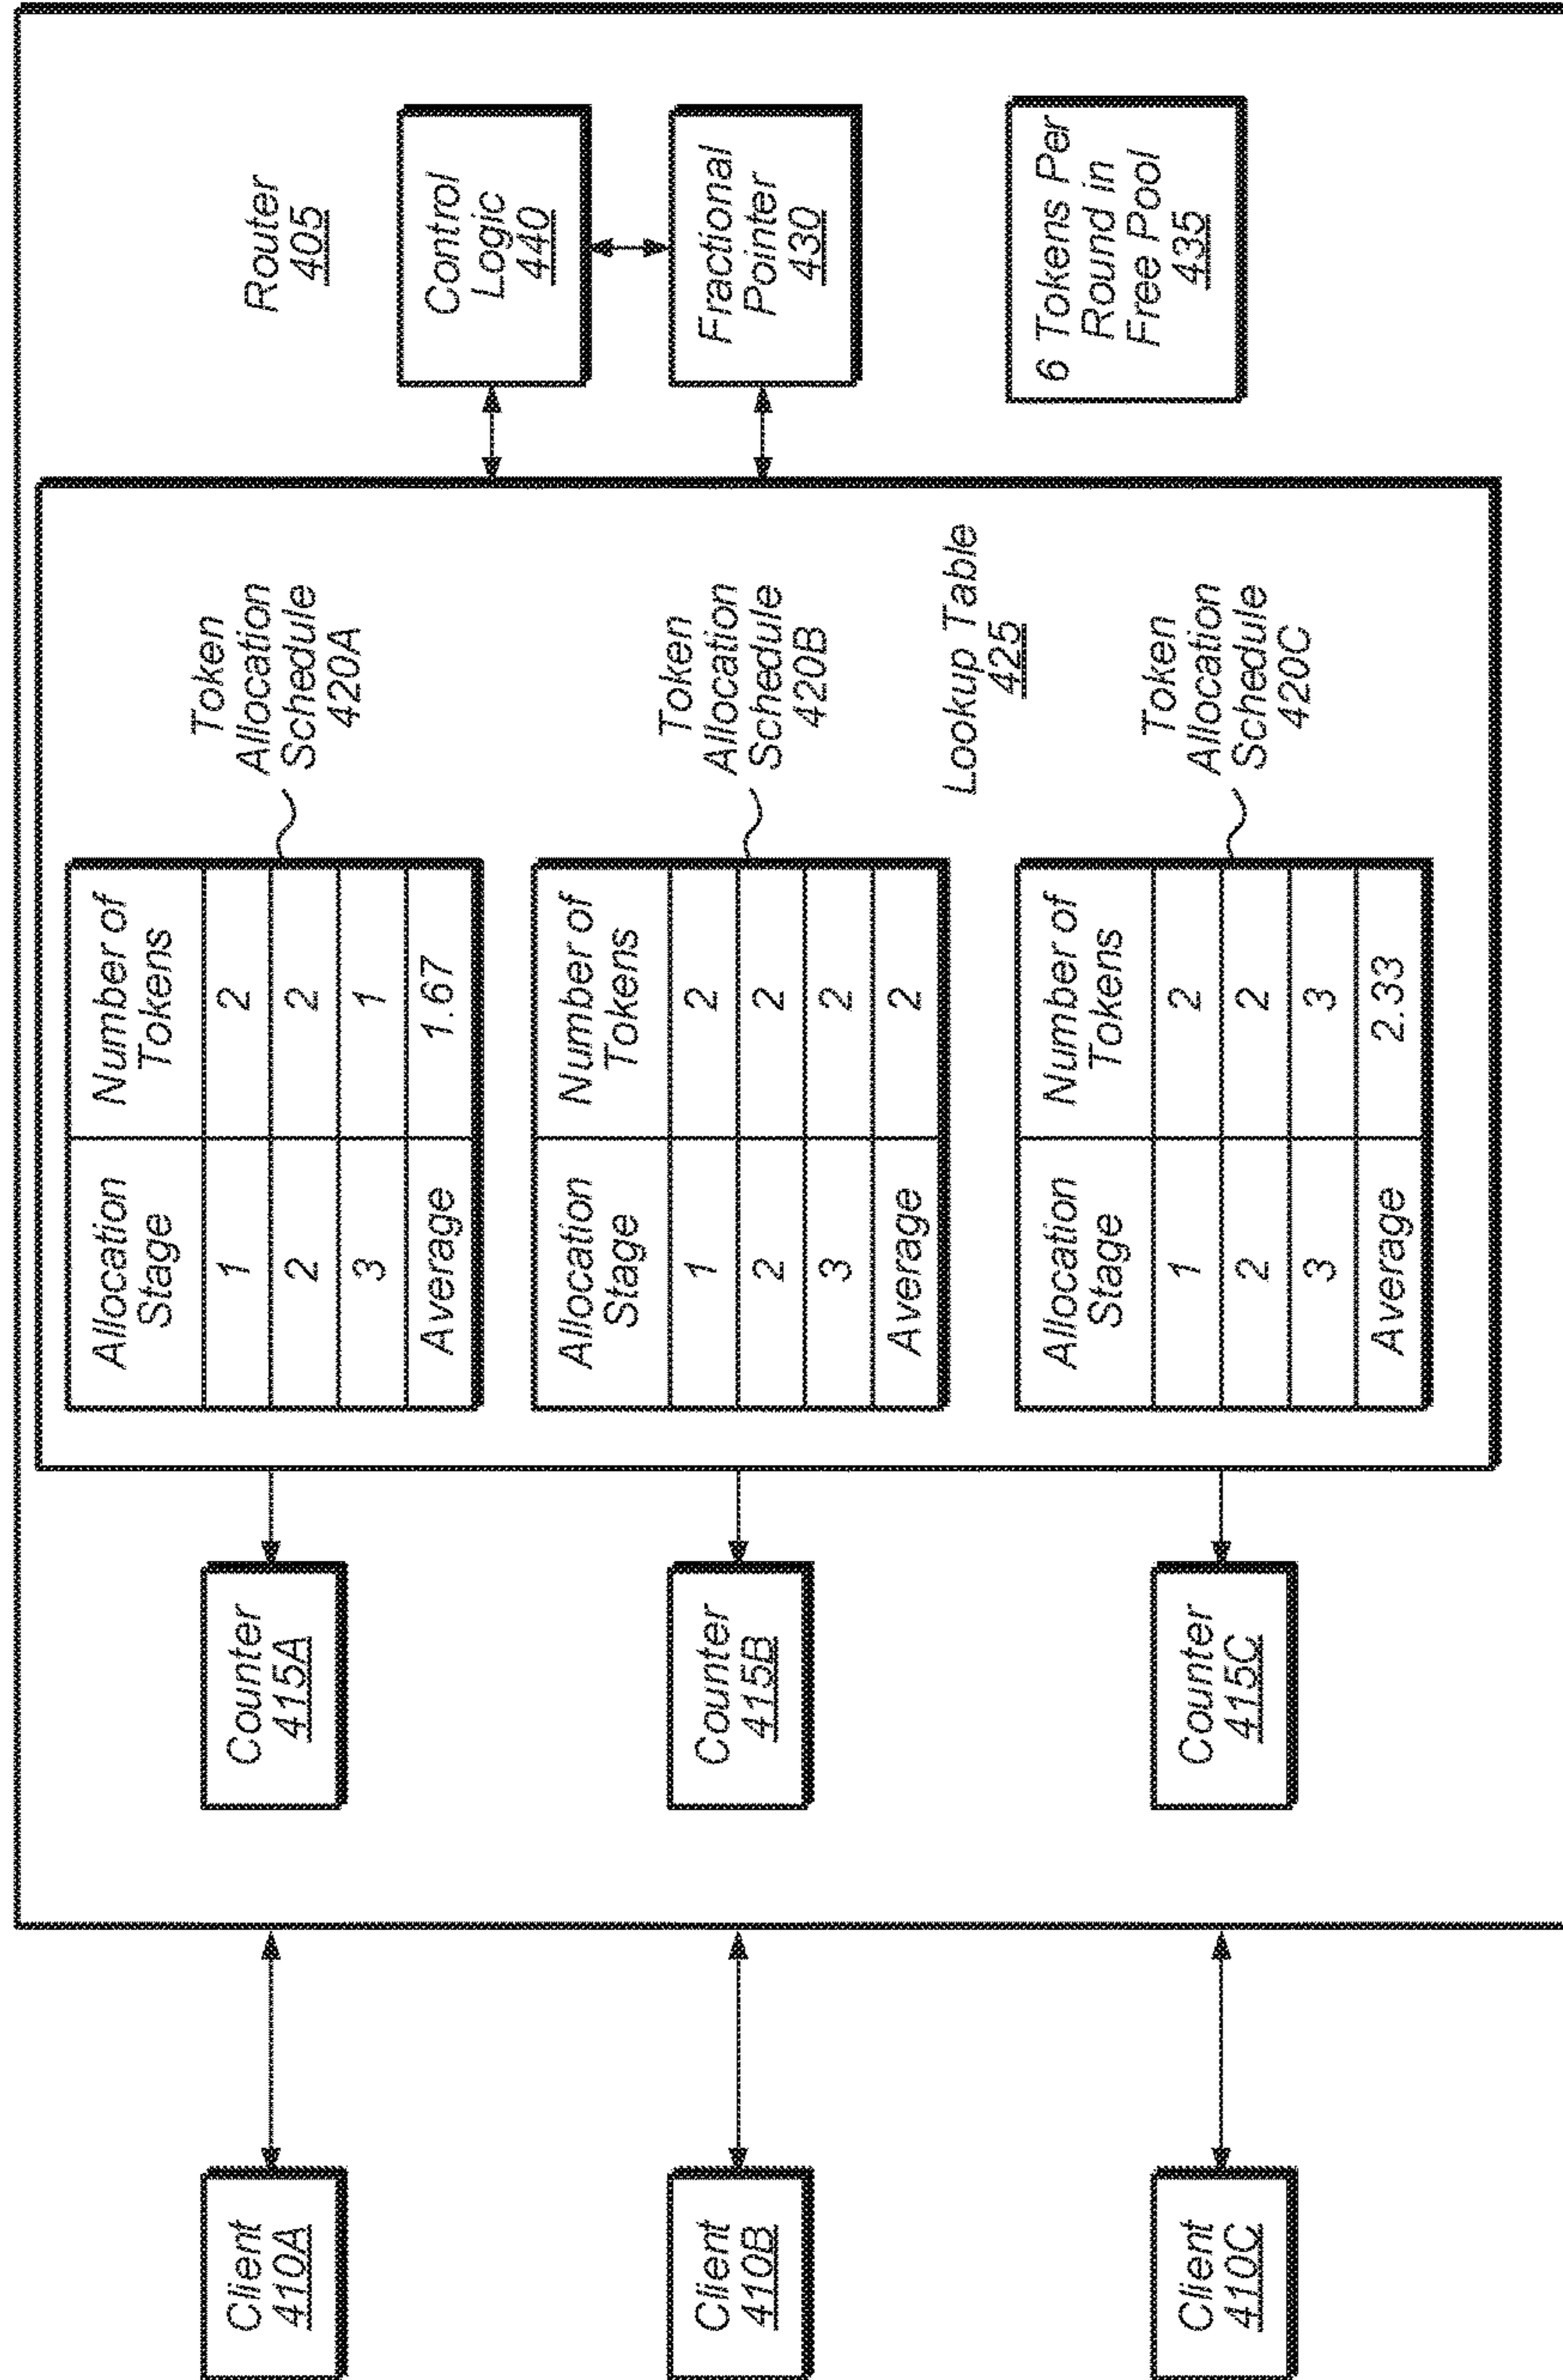 Client
410A
Client
410B
Client
410C
Counter
415A
Counter
415B
Counter
415C
Allocation
Stage
Number of
Tokens
1
2
2
2
3
1
Average
1.67
Token
Allocation
Schedule
420A
Allocation
Stage
Number of
Tokens
1
2
2
2
3
2
Average
2
Token
Allocation
Schedule
420B
Lookup Table
425
Allocation
Stage
Number of
Tokens
1
2
2
2
3
3
Average
2.33
Token
Allocation
Schedule
420C
Router
405
Control
Logic
440
Fractional
Pointer
430
6 Tokens Per
Round in
Free Pool
435